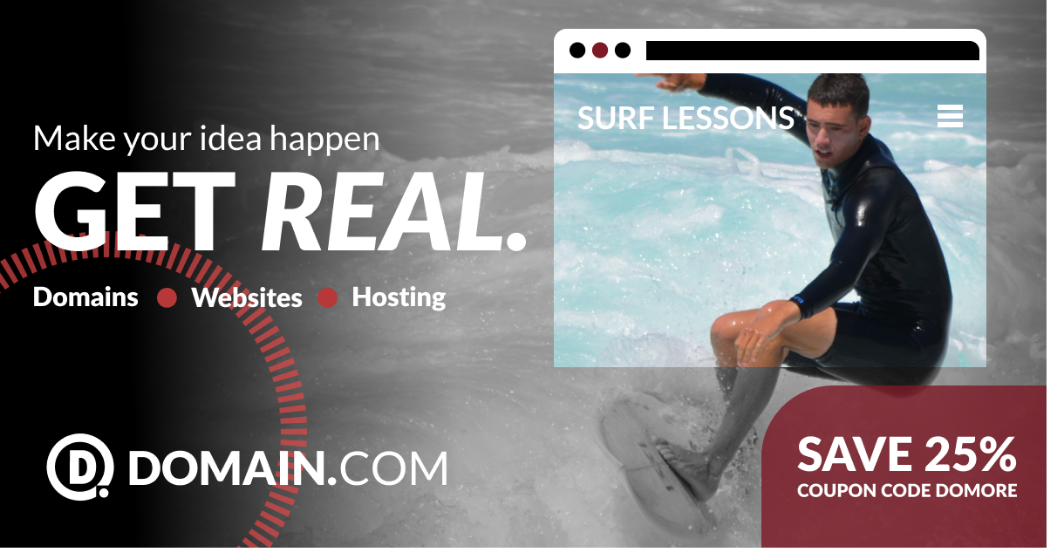 Make your idea happen
GET REAL.
Domains Websites Hosting
DOMAIN.COM
SURF LESSONS
SAVE 25%
COUPON CODE DOMORE